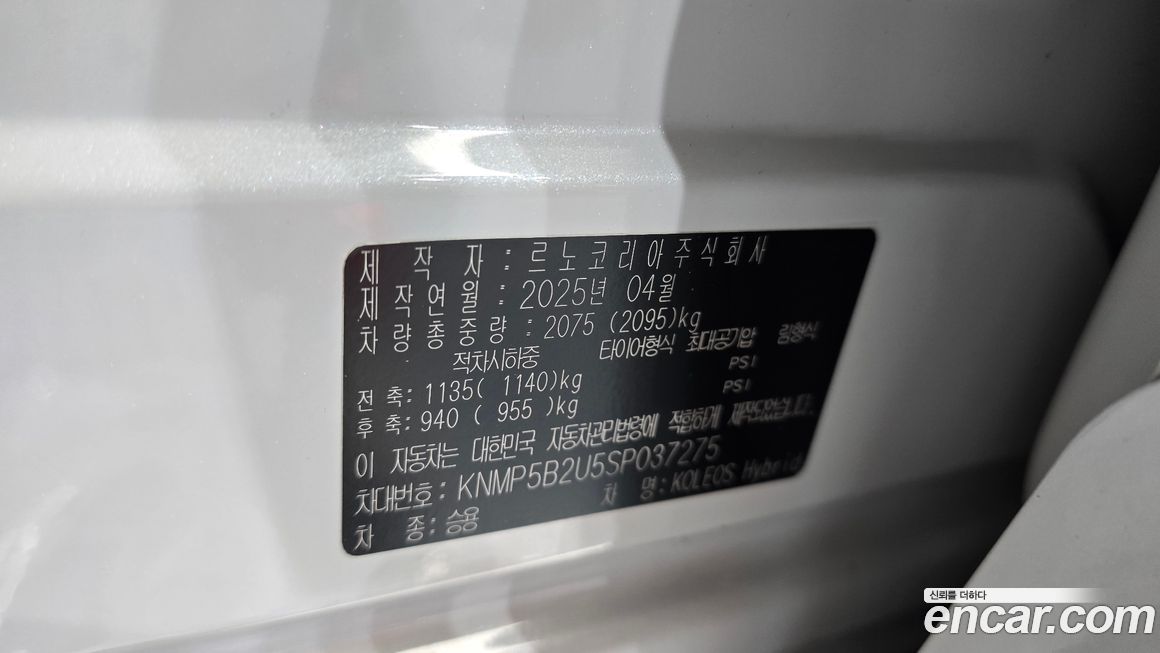 제 작 자 : 르노코리아주식회사
제작연월 : 2025년 04월
차량총중량 : 2075 (2095)kg
적차시하중 타이어형식 최대공기압 림형식
전 축: 1135( 1140)kg PSI
후 축: 940 ( 955 )kg PSI
이 자동차는 대한민국 자동차관리법령에 적합하게 제작되었습니다.
차대번호: KNMP5B2U5SP037275
차 종: 승용 차 명: KOLEOS Hybrid
신뢰를 더하다
encar.com